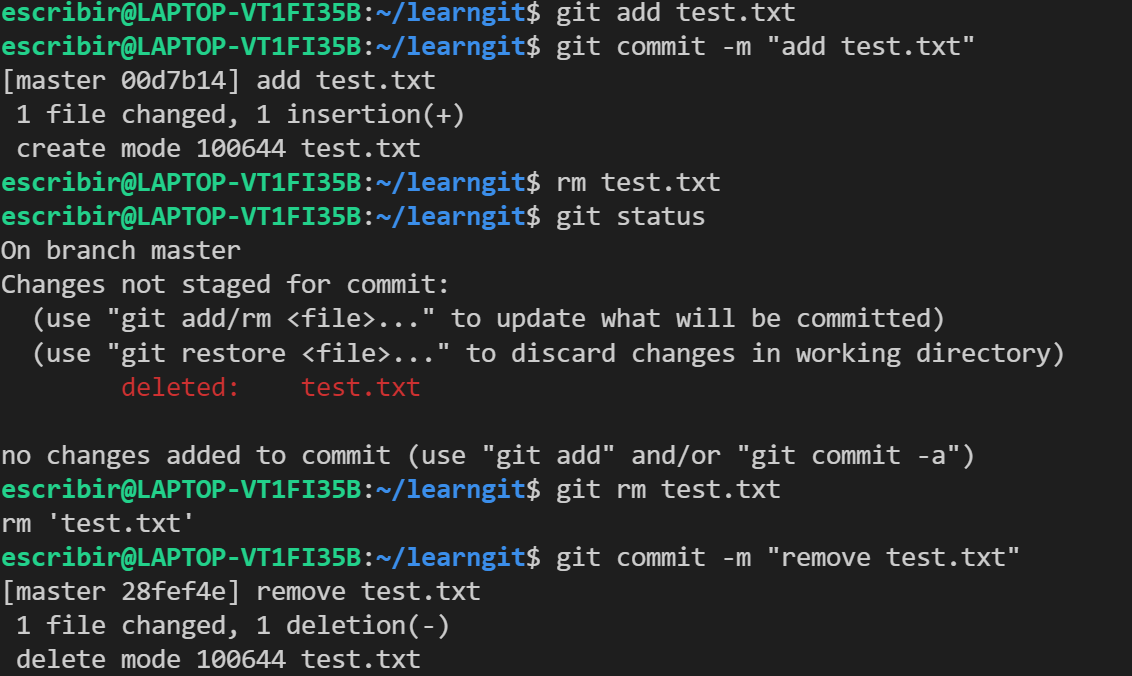 escribir@LAPTOP-VT1FI35B:~/learngit$ git add test.txt
escribir@LAPTOP-VT1FI35B:~/learngit$ git commit -m "add test.txt"
[master 00d7b14] add test.txt
 1 file changed, 1 insertion(+)
 create mode 100644 test.txt
escribir@LAPTOP-VT1FI35B:~/learngit$ rm test.txt
escribir@LAPTOP-VT1FI35B:~/learngit$ git status
On branch master
Changes not staged for commit:
  (use "git add/rm <file>..." to update what will be committed)
  (use "git restore <file>..." to discard changes in working directory)
        deleted:    test.txt

no changes added to commit (use "git add" and/or "git commit -a")
escribir@LAPTOP-VT1FI35B:~/learngit$ git rm test.txt
rm 'test.txt'
escribir@LAPTOP-VT1FI35B:~/learngit$ git commit -m "remove test.txt"
[master 28fef4e] remove test.txt
 1 file changed, 1 deletion(-)
 delete mode 100644 test.txt